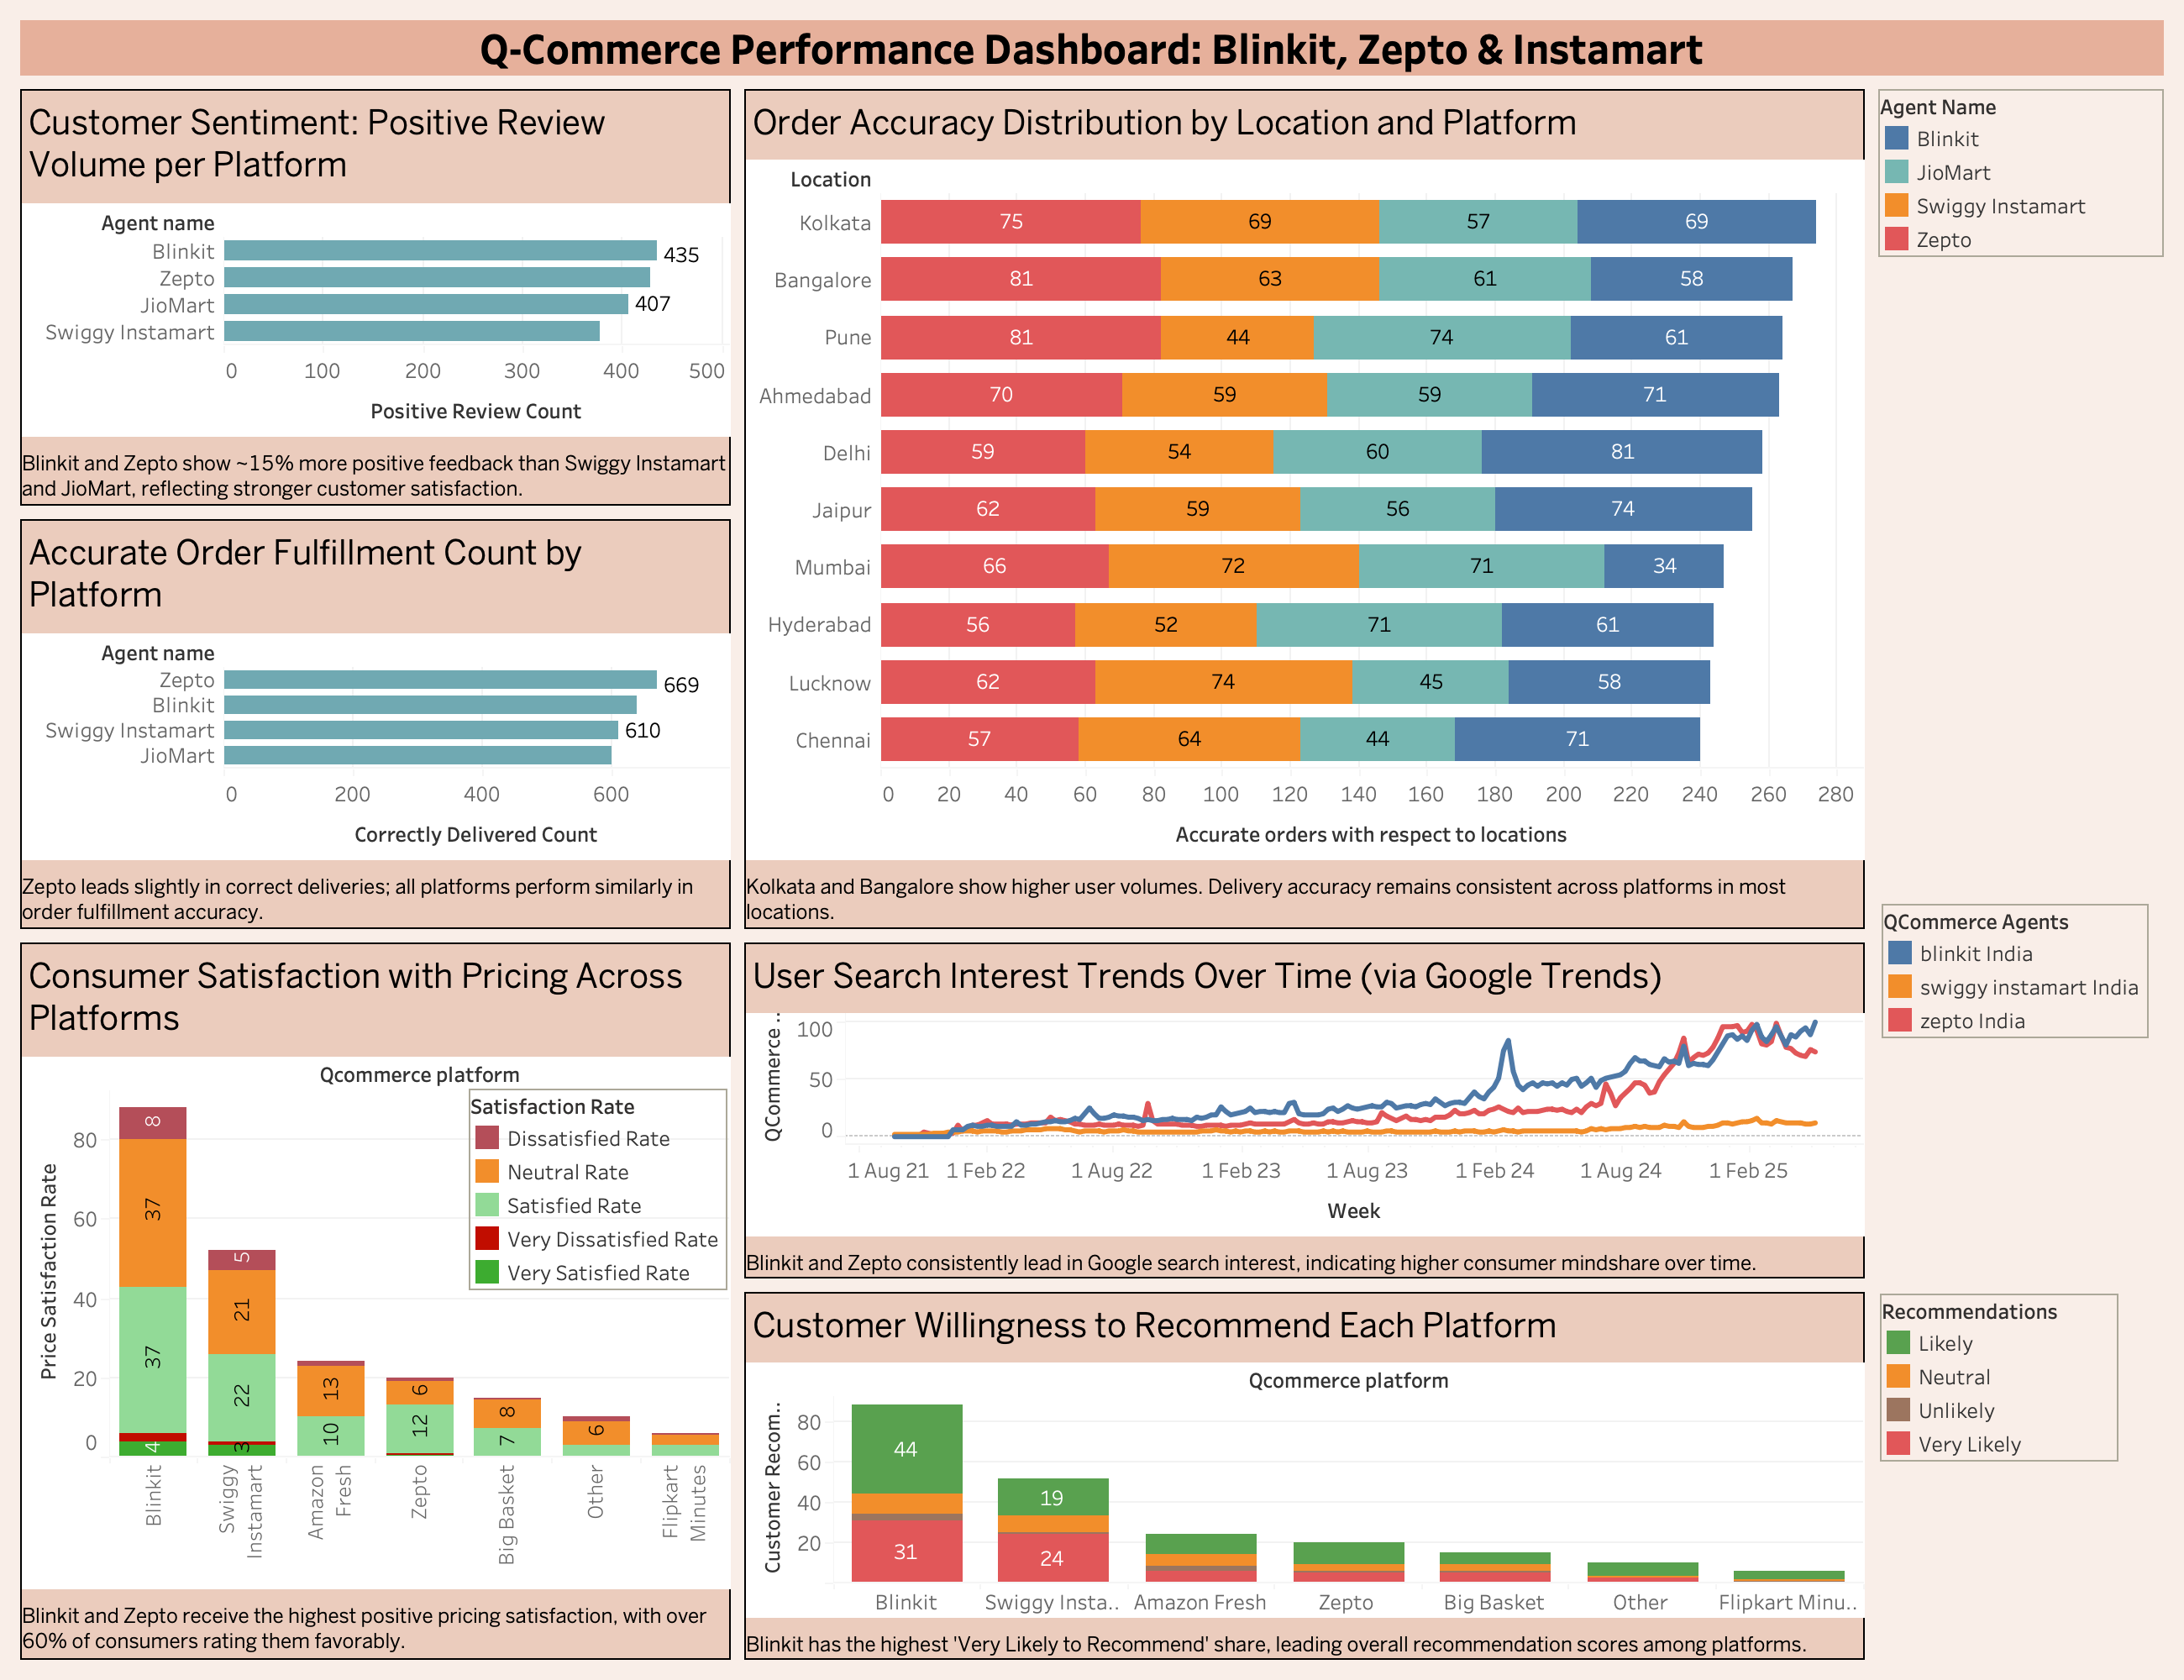 Q-Commerce Performance Dashboard: Blinkit, Zepto & Instamart
Customer Sentiment: Positive Review
Volume per Platform
Agent name
Blinkit 435
Zepto
JioMart 407
Swiggy Instamart
0 100 200 300 400 500
Positive Review Count
Blinkit and Zepto show ~15% more positive feedback than Swiggy Instamart
and JioMart, reflecting stronger customer satisfaction.
Accurate Order Fulfillment Count by
Platform
Agent name
Zepto 669
Blinkit
Swiggy Instamart 610
JioMart
0 200 400 600
Correctly Delivered Count
Zepto leads slightly in correct deliveries; all platforms perform similarly in
order fulfillment accuracy.
Order Accuracy Distribution by Location and Platform
Location
Kolkata 75 69 57 69
Bangalore 81 63 61 58
Pune 81 44 74 61
Ahmedabad 70 59 59 71
Delhi 59 54 60 81
Jaipur 62 59 56 74
Mumbai 66 72 71 34
Hyderabad 56 52 71 61
Lucknow 62 74 45 58
Chennai 57 64 44 71
0 20 40 60 80 100 120 140 160 180 200 220 240 260 280
Accurate orders with respect to locations
Kolkata and Bangalore show higher user volumes. Delivery accuracy remains consistent across platforms in most
locations.
Agent Name
Blinkit
JioMart
Swiggy Instamart
Zepto
Consumer Satisfaction with Pricing Across
Platforms
Qcommerce platform
Price Satisfaction Rate
80
60
40
20
0
8
37
37
4
5
21
22
3
13
10
6
12
8
7
6
Satisfaction Rate
Dissatisfied Rate
Neutral Rate
Satisfied Rate
Very Dissatisfied Rate
Very Satisfied Rate
Blinkit
Swiggy
Instamart
Amazon
Fresh
Zepto
Big Basket
Other
Flipkart
Minutes
Blinkit and Zepto receive the highest positive pricing satisfaction, with over
60% of consumers rating them favorably.
User Search Interest Trends Over Time (via Google Trends)
QCommerce ..
100
50
0
1 Aug 21 1 Feb 22 1 Aug 22 1 Feb 23 1 Aug 23 1 Feb 24 1 Aug 24 1 Feb 25
Week
Blinkit and Zepto consistently lead in Google search interest, indicating higher consumer mindshare over time.
QCommerce Agents
blinkit India
swiggy instamart India
zepto India
Customer Willingness to Recommend Each Platform
Qcommerce platform
Customer Recom..
80
60
40
20
44
31
19
24
Blinkit Swiggy Insta.. Amazon Fresh Zepto Big Basket Other Flipkart Minu..
Blinkit has the highest 'Very Likely to Recommend' share, leading overall recommendation scores among platforms.
Recommendations
Likely
Neutral
Unlikely
Very Likely